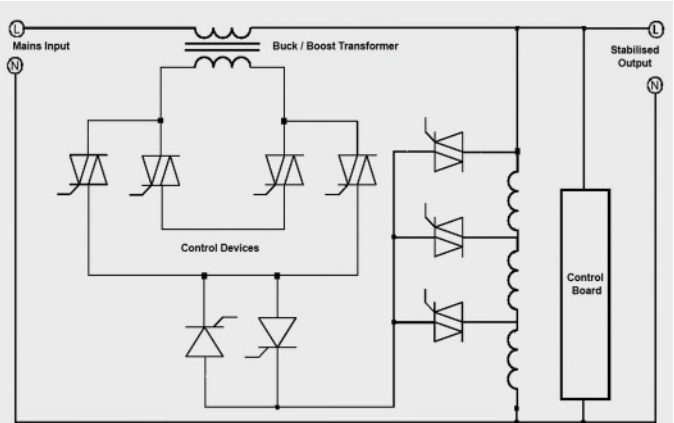 L
Mains Input
N
Buck / Boost Transformer
L
Stabilised
Output
N
Control Devices
Control
Board